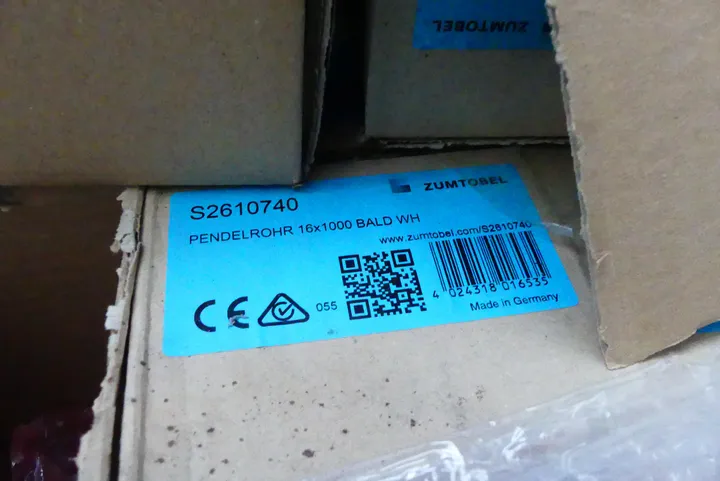 ZUMTOBEL
ZUMTOBEL
S2610740
PENDELROHR 16x1000 BALD WH
www.zumtobel.com/S2610740
CE
055
4 024318 016535
Made in Germany